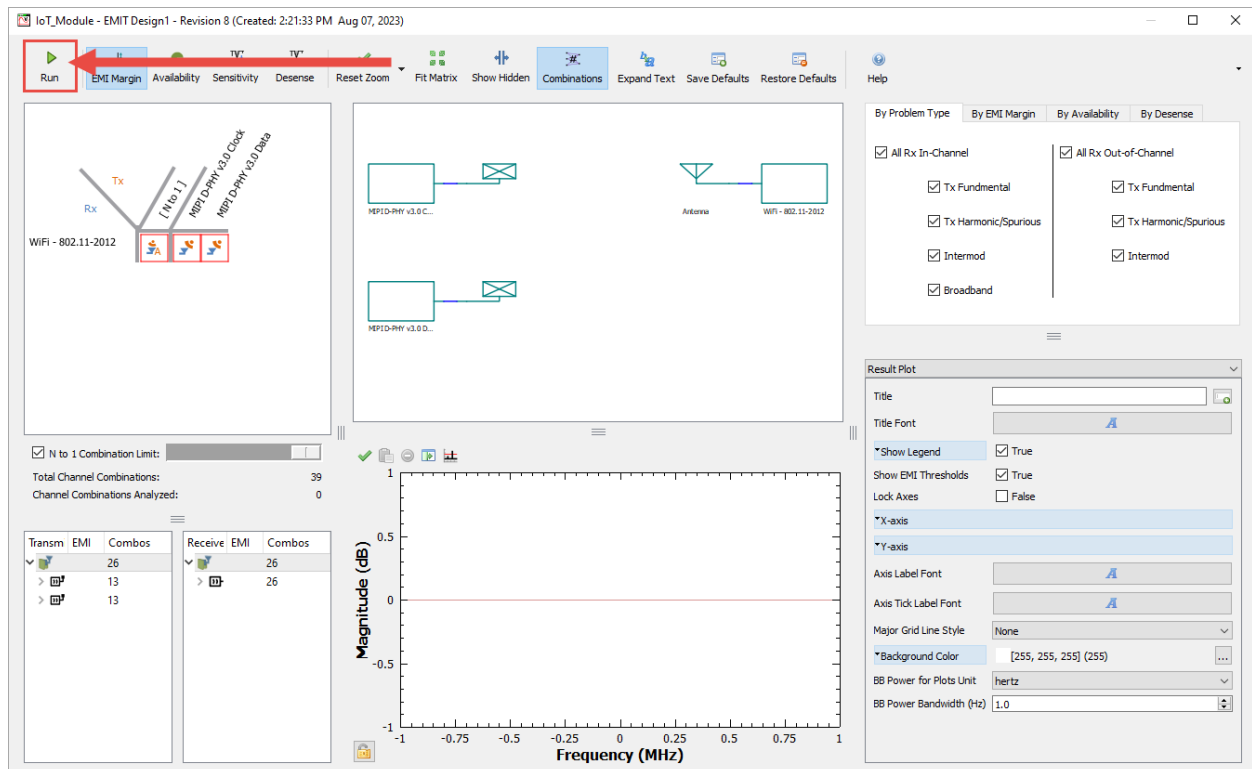 IoT_Module - EMIT Design1 - Revision 8 (Created: 2:21:33 PM Aug 07, 2023)
Run
EMI Margin
Availability
Sensitivity
Desense
Reset Zoom
Fit Matrix
Show Hidden
Combinations
Expand Text
Save Defaults
Restore Defaults
Help
Tx
Rx
[ N to 1 ]
MIPI D-PHY v3.0 Clock
MIPI D-PHY v3.0 Data
WiFi - 802.11-2012
A
N to 1 Combination Limit:
Total Channel Combinations: 39
Channel Combinations Analyzed: 0
Transm EMI Combos
26
13
13
Receive EMI Combos
26
26
MIPI D-PHY v3.0 C...
Antenna
WiFi - 802.11-2012
MIPI D-PHY v3.0 D...
1
0.5
0
-0.5
-1
Magnitude (dB)
-1 -0.75 -0.5 -0.25 0 0.25 0.5 0.75 1
Frequency (MHz)
By Problem Type By EMI Margin By Availability By Desense
All Rx In-Channel
Tx Fundmental
Tx Harmonic/Spurious
Intermod
Broadband
All Rx Out-of-Channel
Tx Fundmental
Tx Harmonic/Spurious
Intermod
Result Plot
Title
Title Font A
Show Legend True
Show EMI Thresholds True
Lock Axes False
X-axis
Y-axis
Axis Label Font A
Axis Tick Label Font A
Major Grid Line Style None
Background Color [255, 255, 255] (255) ...
BB Power for Plots Unit hertz
BB Power Bandwidth (Hz) 1.0